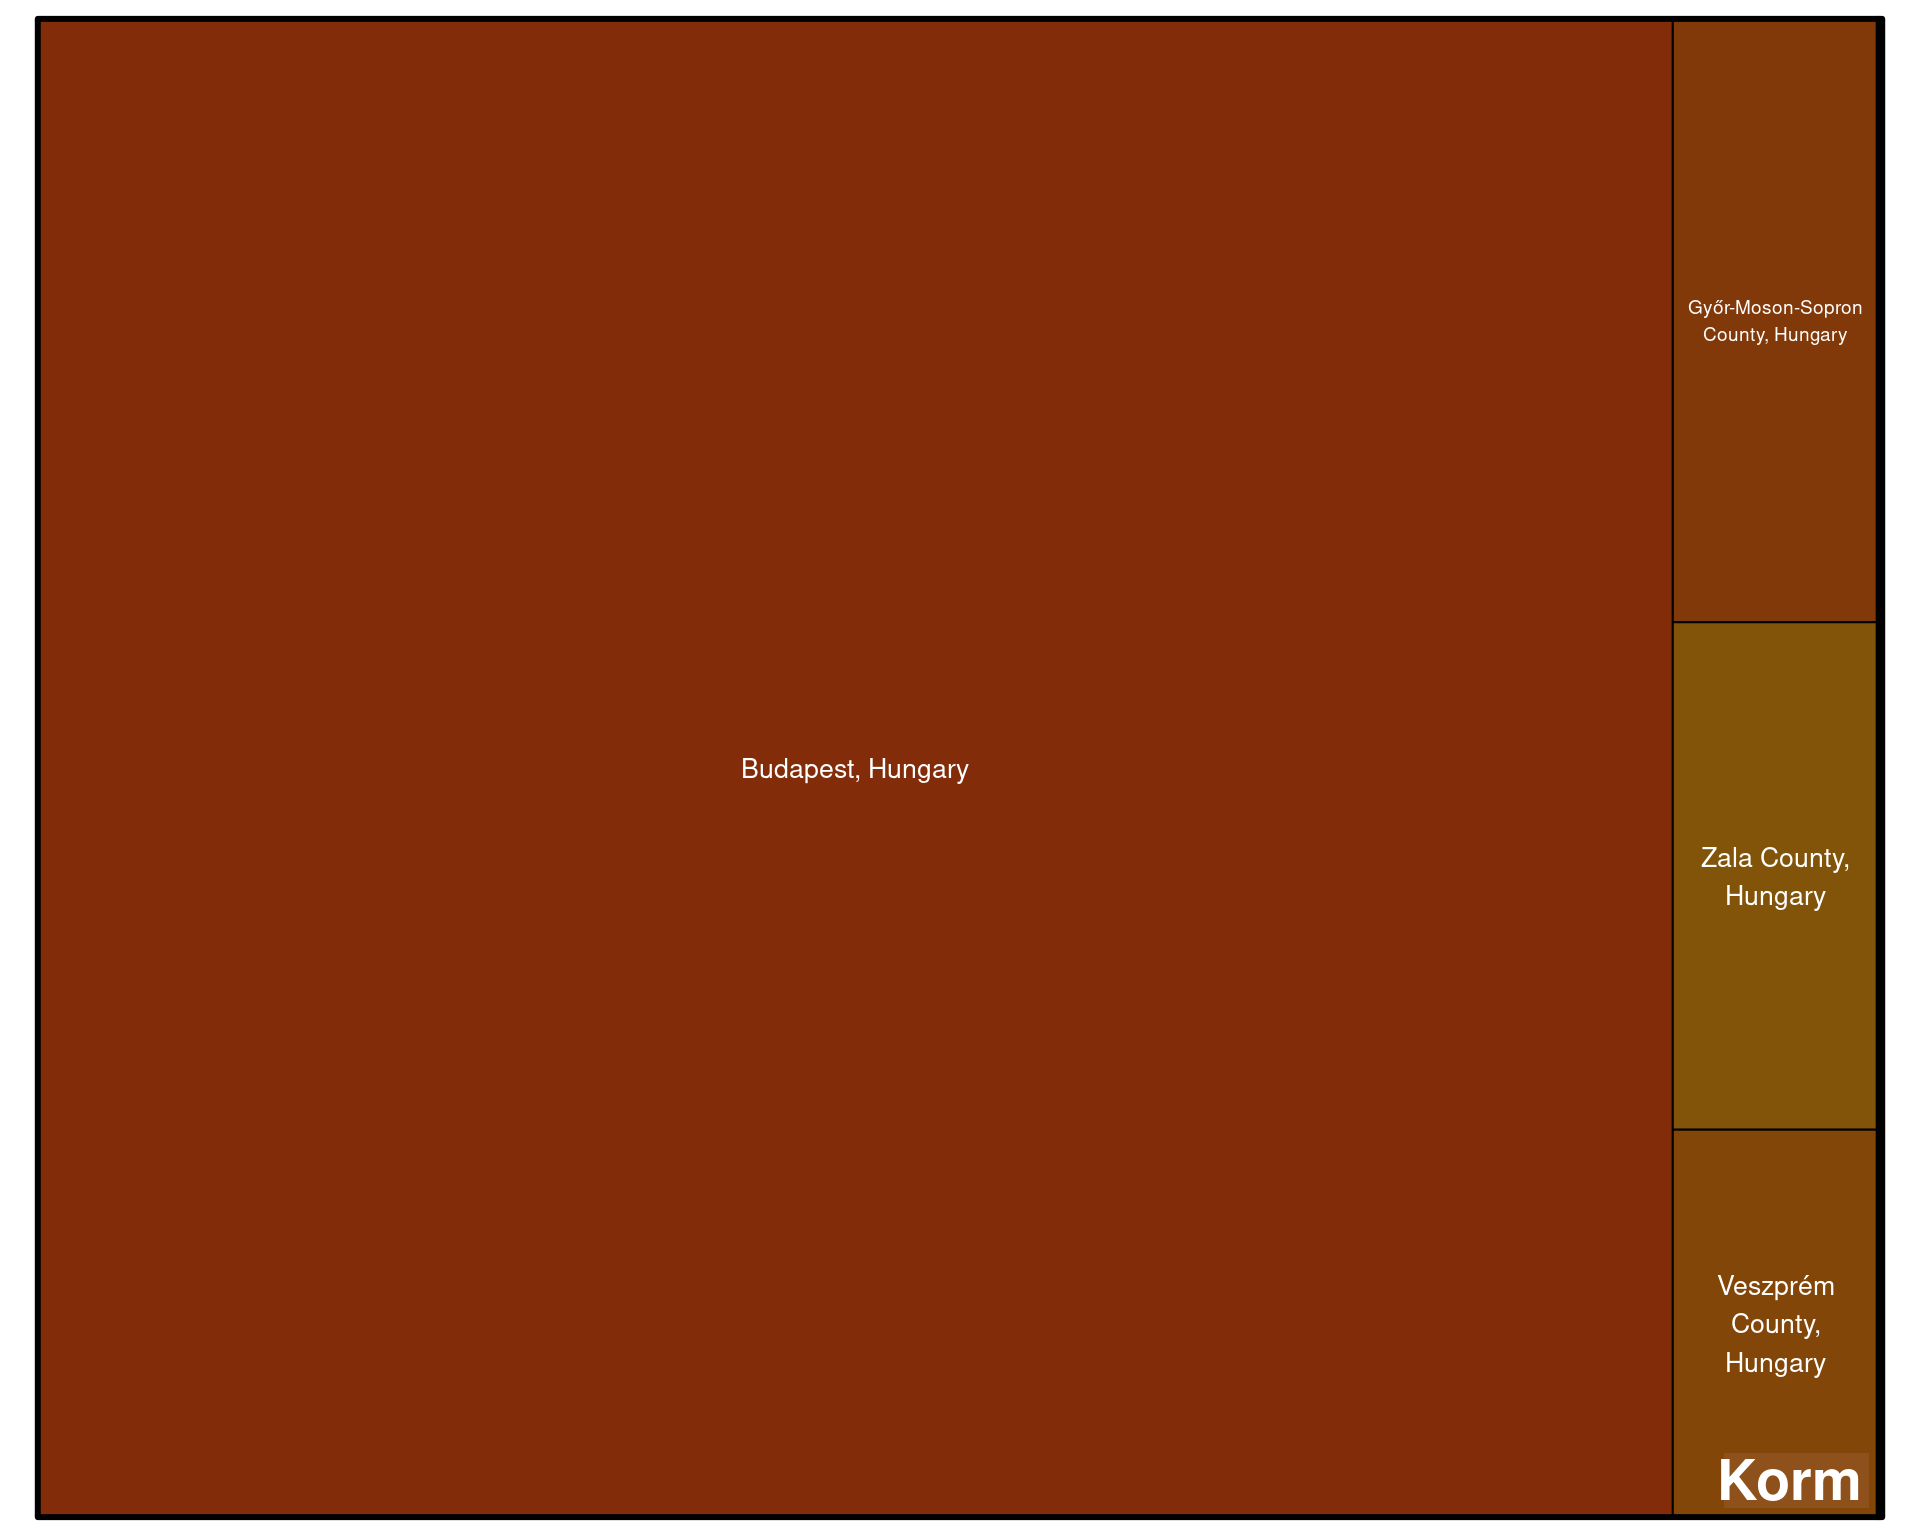 Győr-Moson-Sopron
County, Hungary
Budapest, Hungary
Zala County,
Hungary
Veszprém
County,
Hungary
Korm